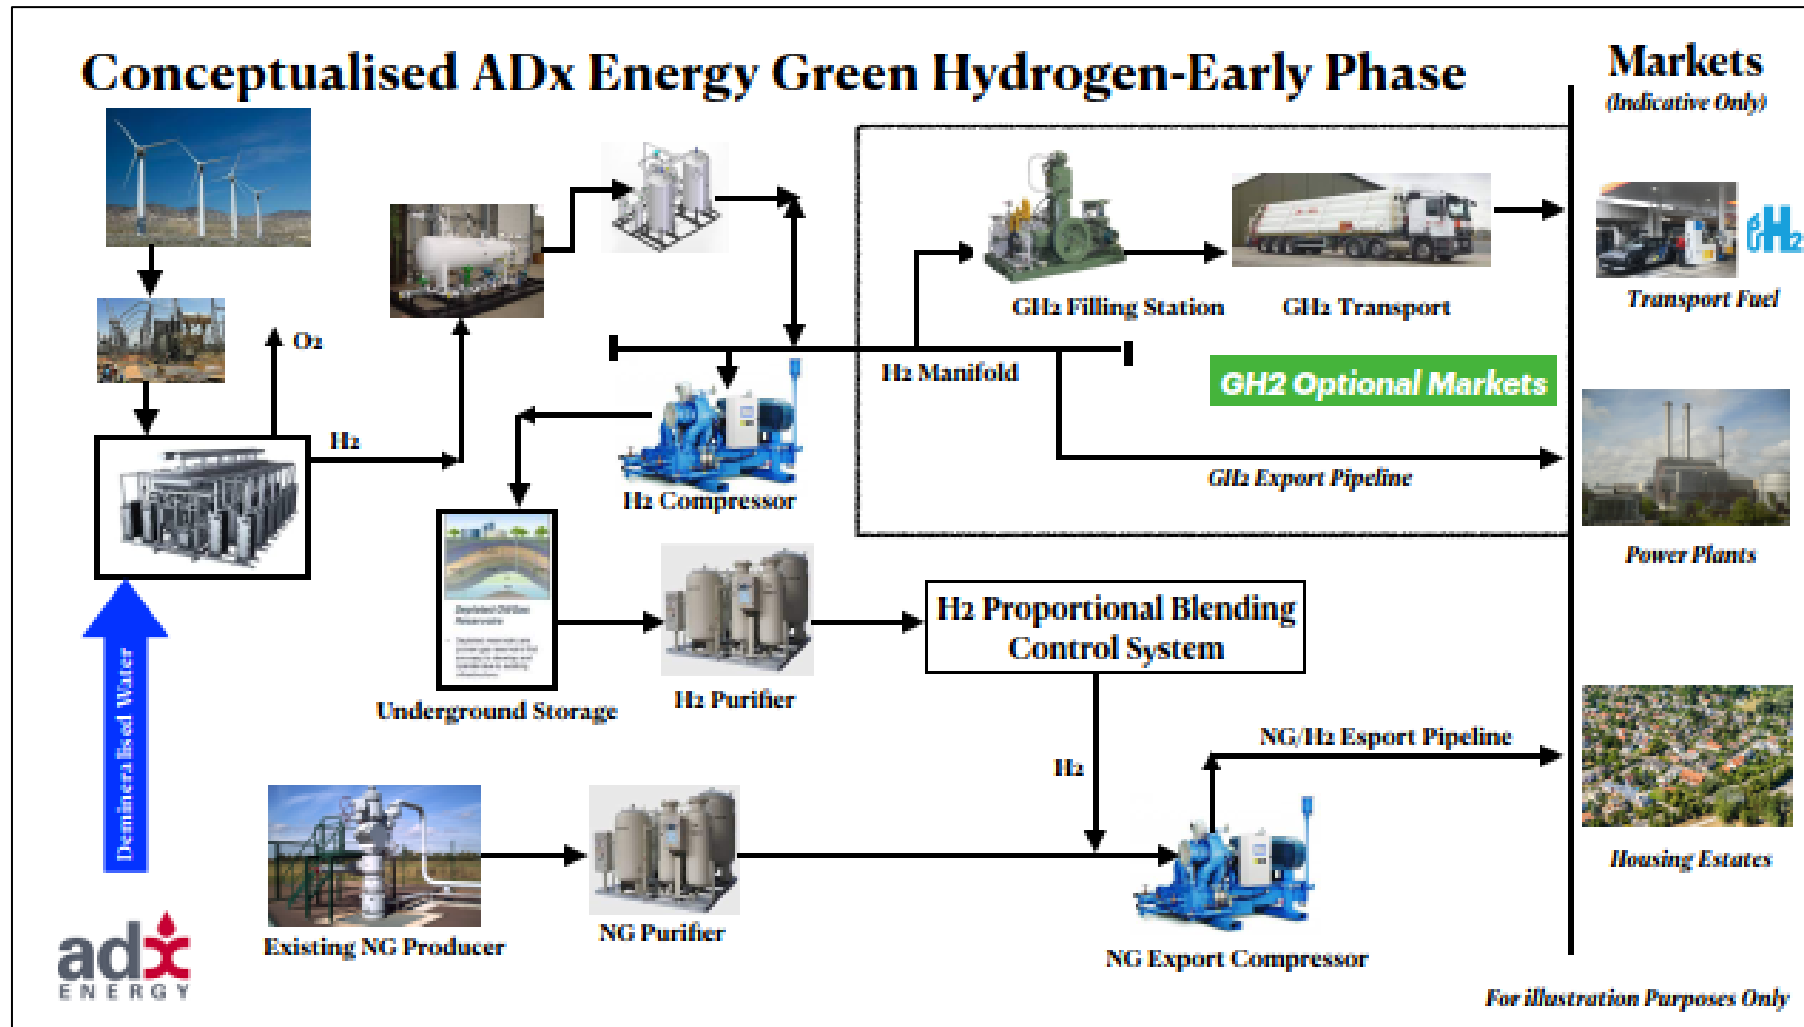 Conceptualised ADx Energy Green Hydrogen-Early Phase
Markets
(Indicative Only)
O2
H2
GH2 Filling Station
GH2 Transport
H2 Manifold
GH2 Optional Markets
GH2 Export Pipeline
H2 Compressor
H2
Transport Fuel
Power Plants
Housing Estates
Underground Storage
H2 Purifier
H2 Proportional Blending
Control System
H2
NG/H2 Esport Pipeline
Demineralised Water
Existing NG Producer
NG Purifier
NG Export Compressor
adx
ENERGY
For illustration Purposes Only